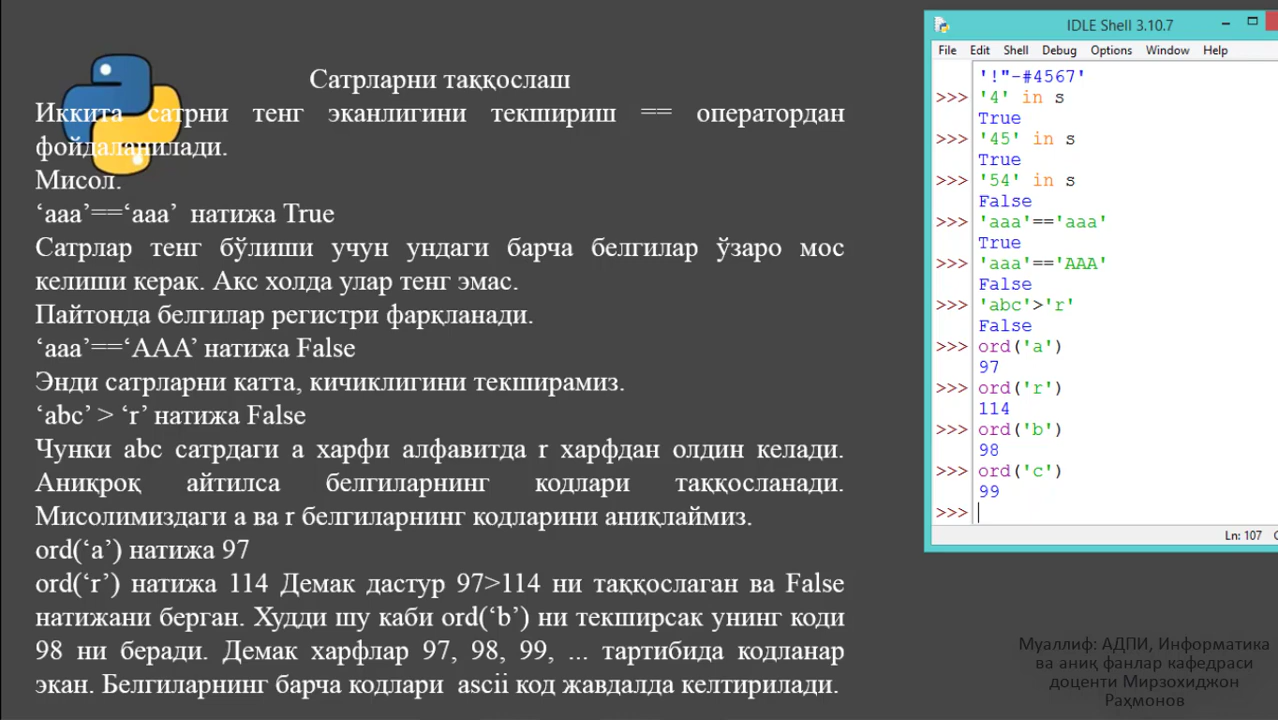 Сатрларни таққослаш
Иккита сатрни тенг эканлигини текшириш == оператордан
фойдаланилади.
Мисол.
‘aaa’==‘aaa’ натижа True
Сатрлар тенг бўлиши учун ундаги барча белгилар ўзаро мос
келиши керак. Акс холда улар тенг эмас.
Пайтонда белгилар регистри фарқланади.
‘aaa’==‘AAA’ натижа False
Энди сатрларни катта, кичиклигини текширамиз.
‘abc’ > ‘r’ натижа False
Чунки abc сатрдаги a харфи алфавитда r харфдан олдин келади.
Аниқроқ айтилса белгиларнинг кодлари таққосланади.
Мисолимиздаги a ва r белгиларнинг кодларини аниқлаймиз.
ord(‘a’) натижа 97
ord(‘r’) натижа 114 Демак дастур 97>114 ни таққослаган ва False
натижани берган. Худди шу каби ord(‘b’) ни текширсак унинг коди
98 ни беради. Демак харфлар 97, 98, 99, ... тартибида кодланар
экан. Белгиларнинг барча кодлари ascii код жавдалда келтирилади.
IDLE Shell 3.10.7
File Edit Shell Debug Options Window Help
'!"-#4567'
>>> '4' in s
True
>>> '45' in s
True
>>> '54' in s
False
>>> 'aaa'=='aaa'
True
>>> 'aaa'=='AAA'
False
>>> 'abc'>'r'
False
>>> ord('a')
97
>>> ord('r')
114
>>> ord('b')
98
>>> ord('c')
99
>>>
Ln: 107
Муаллиф: АДПИ, Информатика
ва аниқ фанлар кафедраси
доценти Мирзохиджон
Раҳмонов